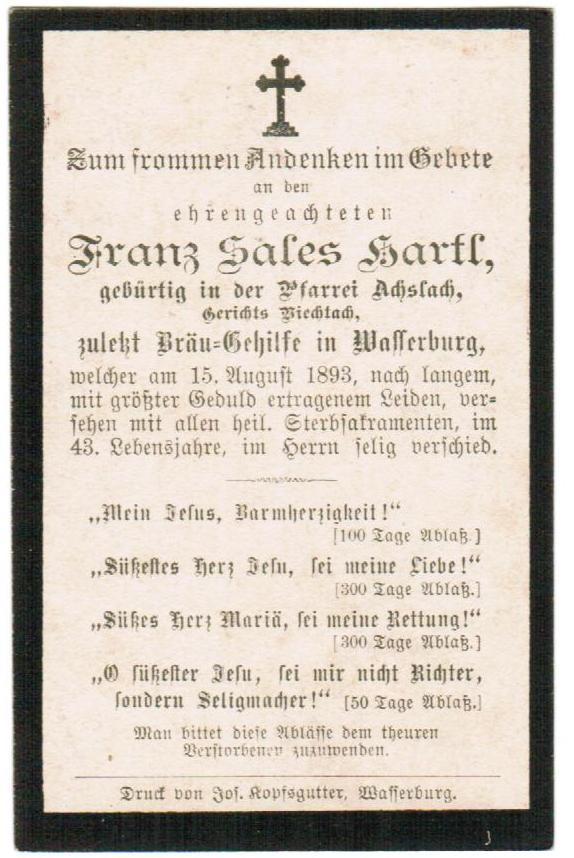 Zum frommen Andenken im Gebete
an den
ehrengeachteten
Franz Sales Hartl,
gebürtig in der Pfarrei Achslach,
Gerichts Viechtach,
zuletzt Bräu-Gehilfe in Wasserburg,
welcher am 15. August 1893, nach langem,
mit größter Geduld ertragenem Leiden, ver-
sehen mit allen heil. Sterbsakramenten, im
43. Lebensjahre, im Herrn selig verschied.
„Mein Jesus, Barmherzigkeit!“
[100 Tage Ablaß.]
„Süßestes Herz Jesu, sei meine Liebe!“
[300 Tage Ablaß.]
„Süßes Herz Mariä, sei meine Rettung!“
[300 Tage Ablaß.]
„O süßester Jesu, sei mir nicht Richter,
sondern Seligmacher!“ [50 Tage Ablaß.]
Man bittet diese Ablässe dem theuren
Verstorbenen zuzuwenden.
Druck von Jos. Kopfsgutter, Wasserburg.